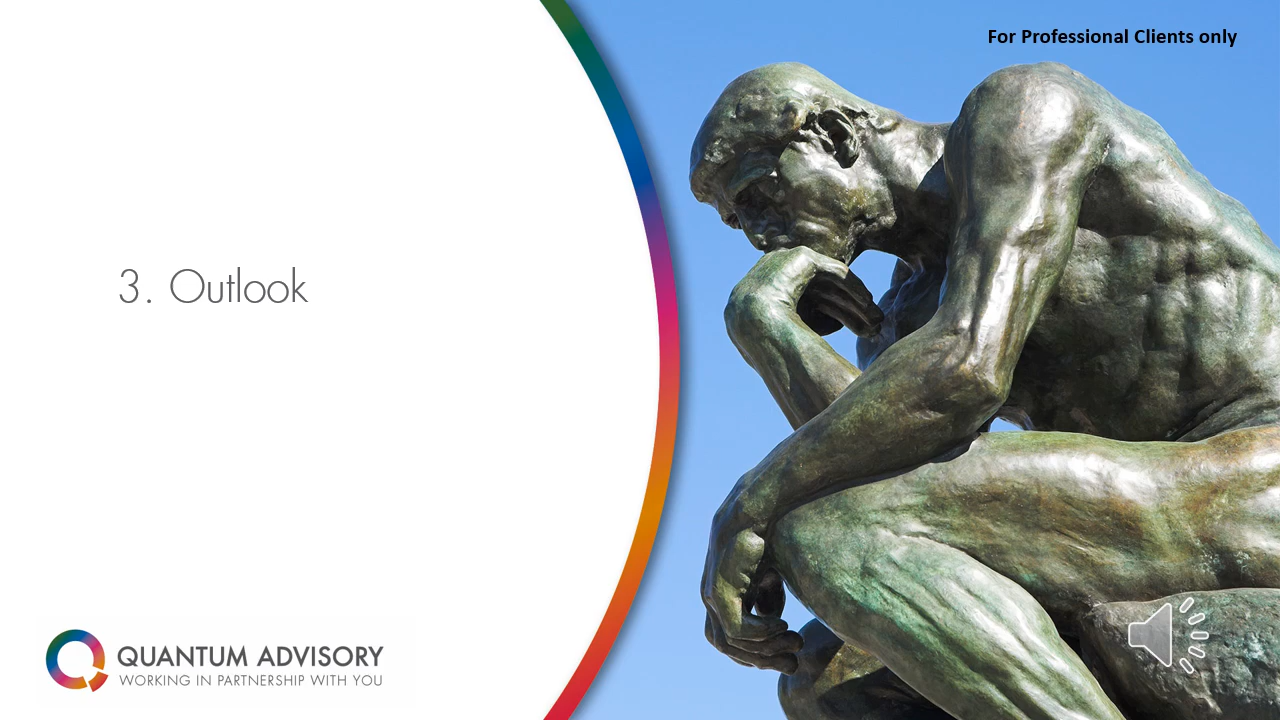 For Professional Clients only
3. Outlook
QUANTUM ADVISORY
WORKING IN PARTNERSHIP WITH YOU